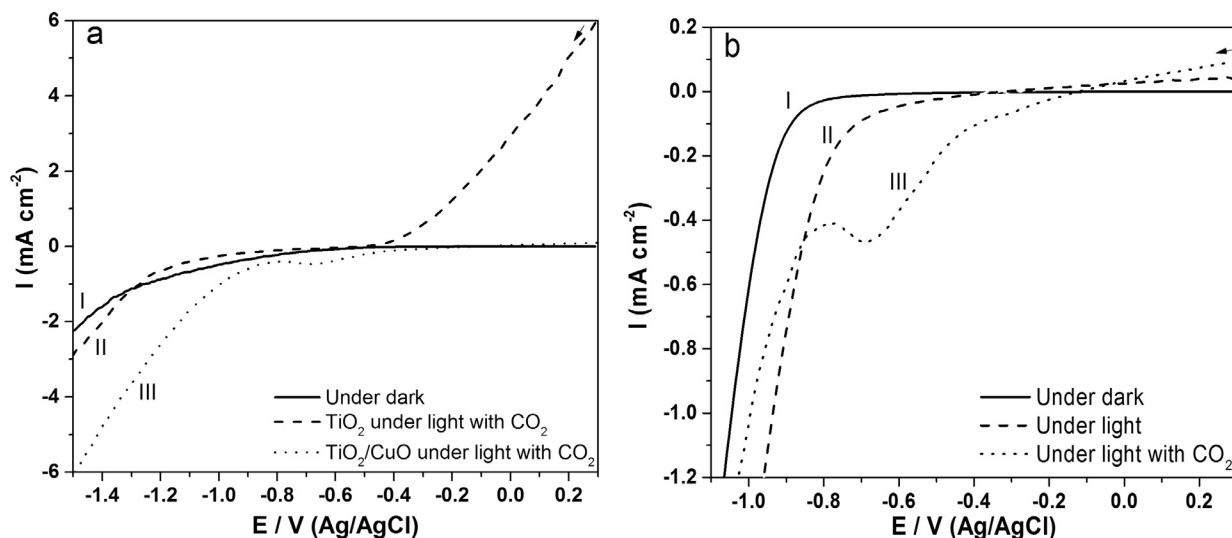 a
6
4
2
0
-2
-4
-6
I (mA cm-2)
I
II
III
Under dark
TiO2 under light with CO2
TiO2/CuO under light with CO2
-1.4 -1.2 -1.0 -0.8 -0.6 -0.4 -0.2 0.0 0.2
E / V (Ag/AgCl)
b
0.2
0.0
-0.2
-0.4
-0.6
-0.8
-1.0
-1.2
I (mA cm-2)
I
II
III
Under dark
Under light
Under light with CO2
-1.0 -0.8 -0.6 -0.4 -0.2 0.0 0.2
E / V (Ag/AgCl)